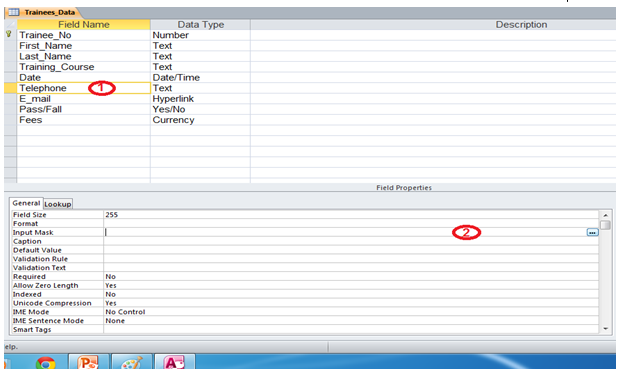 Trainees_Data
Field Name Data Type Description
Trainee_No Number
First_Name Text
Last_Name Text
Training_Course Text
Date Date/Time
Telephone 1 Text
E_mail Hyperlink
Pass/Fall Yes/No
Fees Currency
Field Properties
General Lookup
Field Size 255
Format
Input Mask 2 ...
Caption
Default Value
Validation Rule
Validation Text
Required No
Allow Zero Length Yes
Indexed No
Unicode Compression Yes
IME Mode No Control
IME Sentence Mode None
Smart Tags
elp.